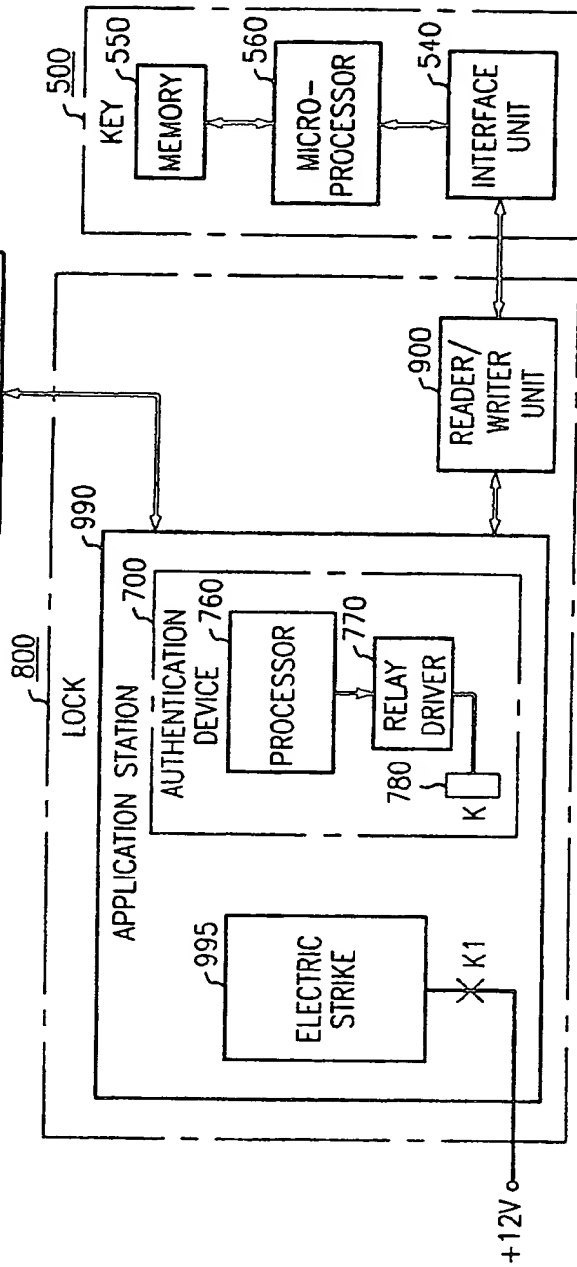 800
LOCK
990
APPLICATION STATION
700
AUTHENTICATION
DEVICE
760
PROCESSOR
770
RELAY
DRIVER
780
K
995
ELECTRIC
STRIKE
K1
+12V
900
READER/
WRITER
UNIT
500
KEY
550
MEMORY
560
MICRO-
PROCESSOR
540
INTERFACE
UNIT